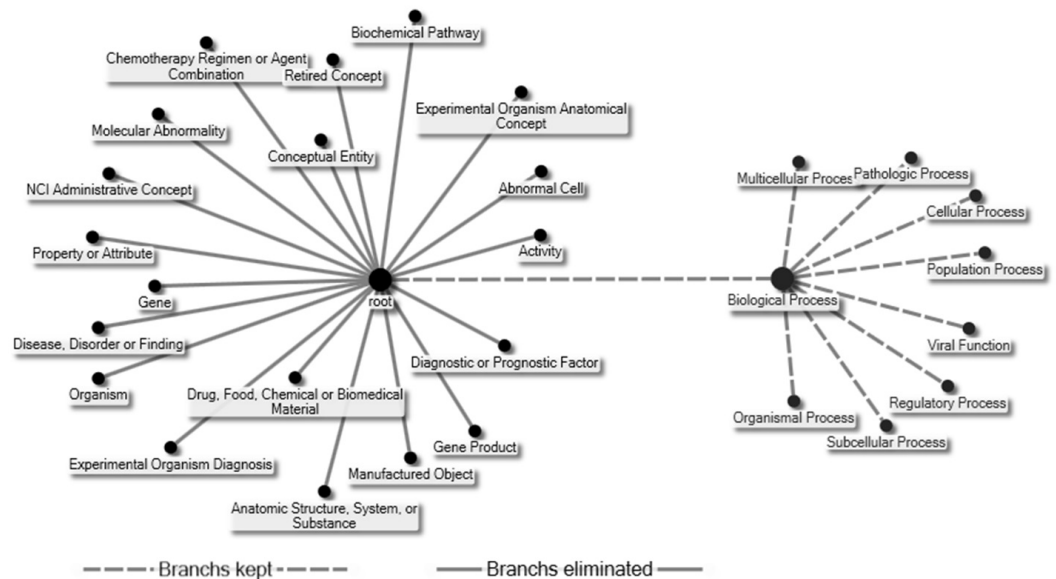 Biochemical Pathway
Chemotherapy Regimen or Agent
Combination
Retired Concept
Experimental Organism Anatomical
Concept
Molecular Abnormality
Conceptual Entity
Multicellular Proces
Pathologic Process
NCI Administrative Concept
Abnormal Cell
Cellular Process
Property or Attribute
Activity
Population Process
Gene
root
Biological Process
Disease, Disorder or Finding
Diagnostic or Prognostic Factor
Viral Function
Organism
Drug, Food, Chemical or Biomedical
Material
Regulatory Process
Organismal Process
Gene Product
Subcellular Process
Experimental Organism Diagnosis
Manufactured Object
Anatomic Structure, System, or
Substance
Branchs kept
Branchs eliminated